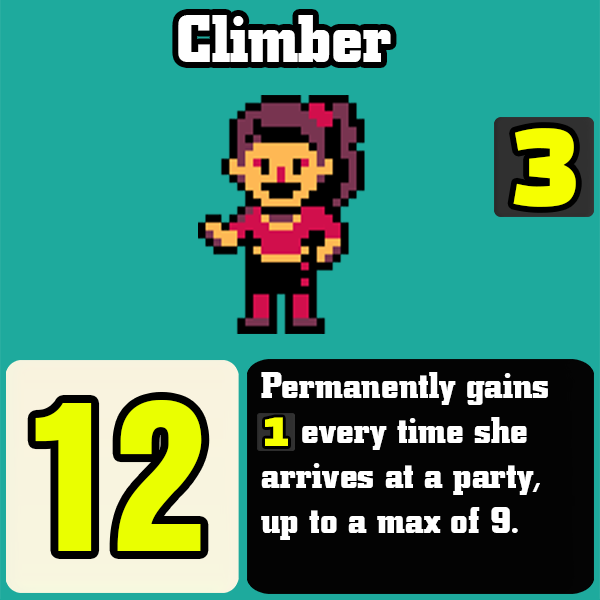 Climber
3
12
Permanently gains
1 every time she
arrives at a party,
up to a max of 9.